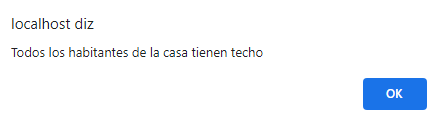 localhost diz
Todos los habitantes de la casa tienen techo
OK